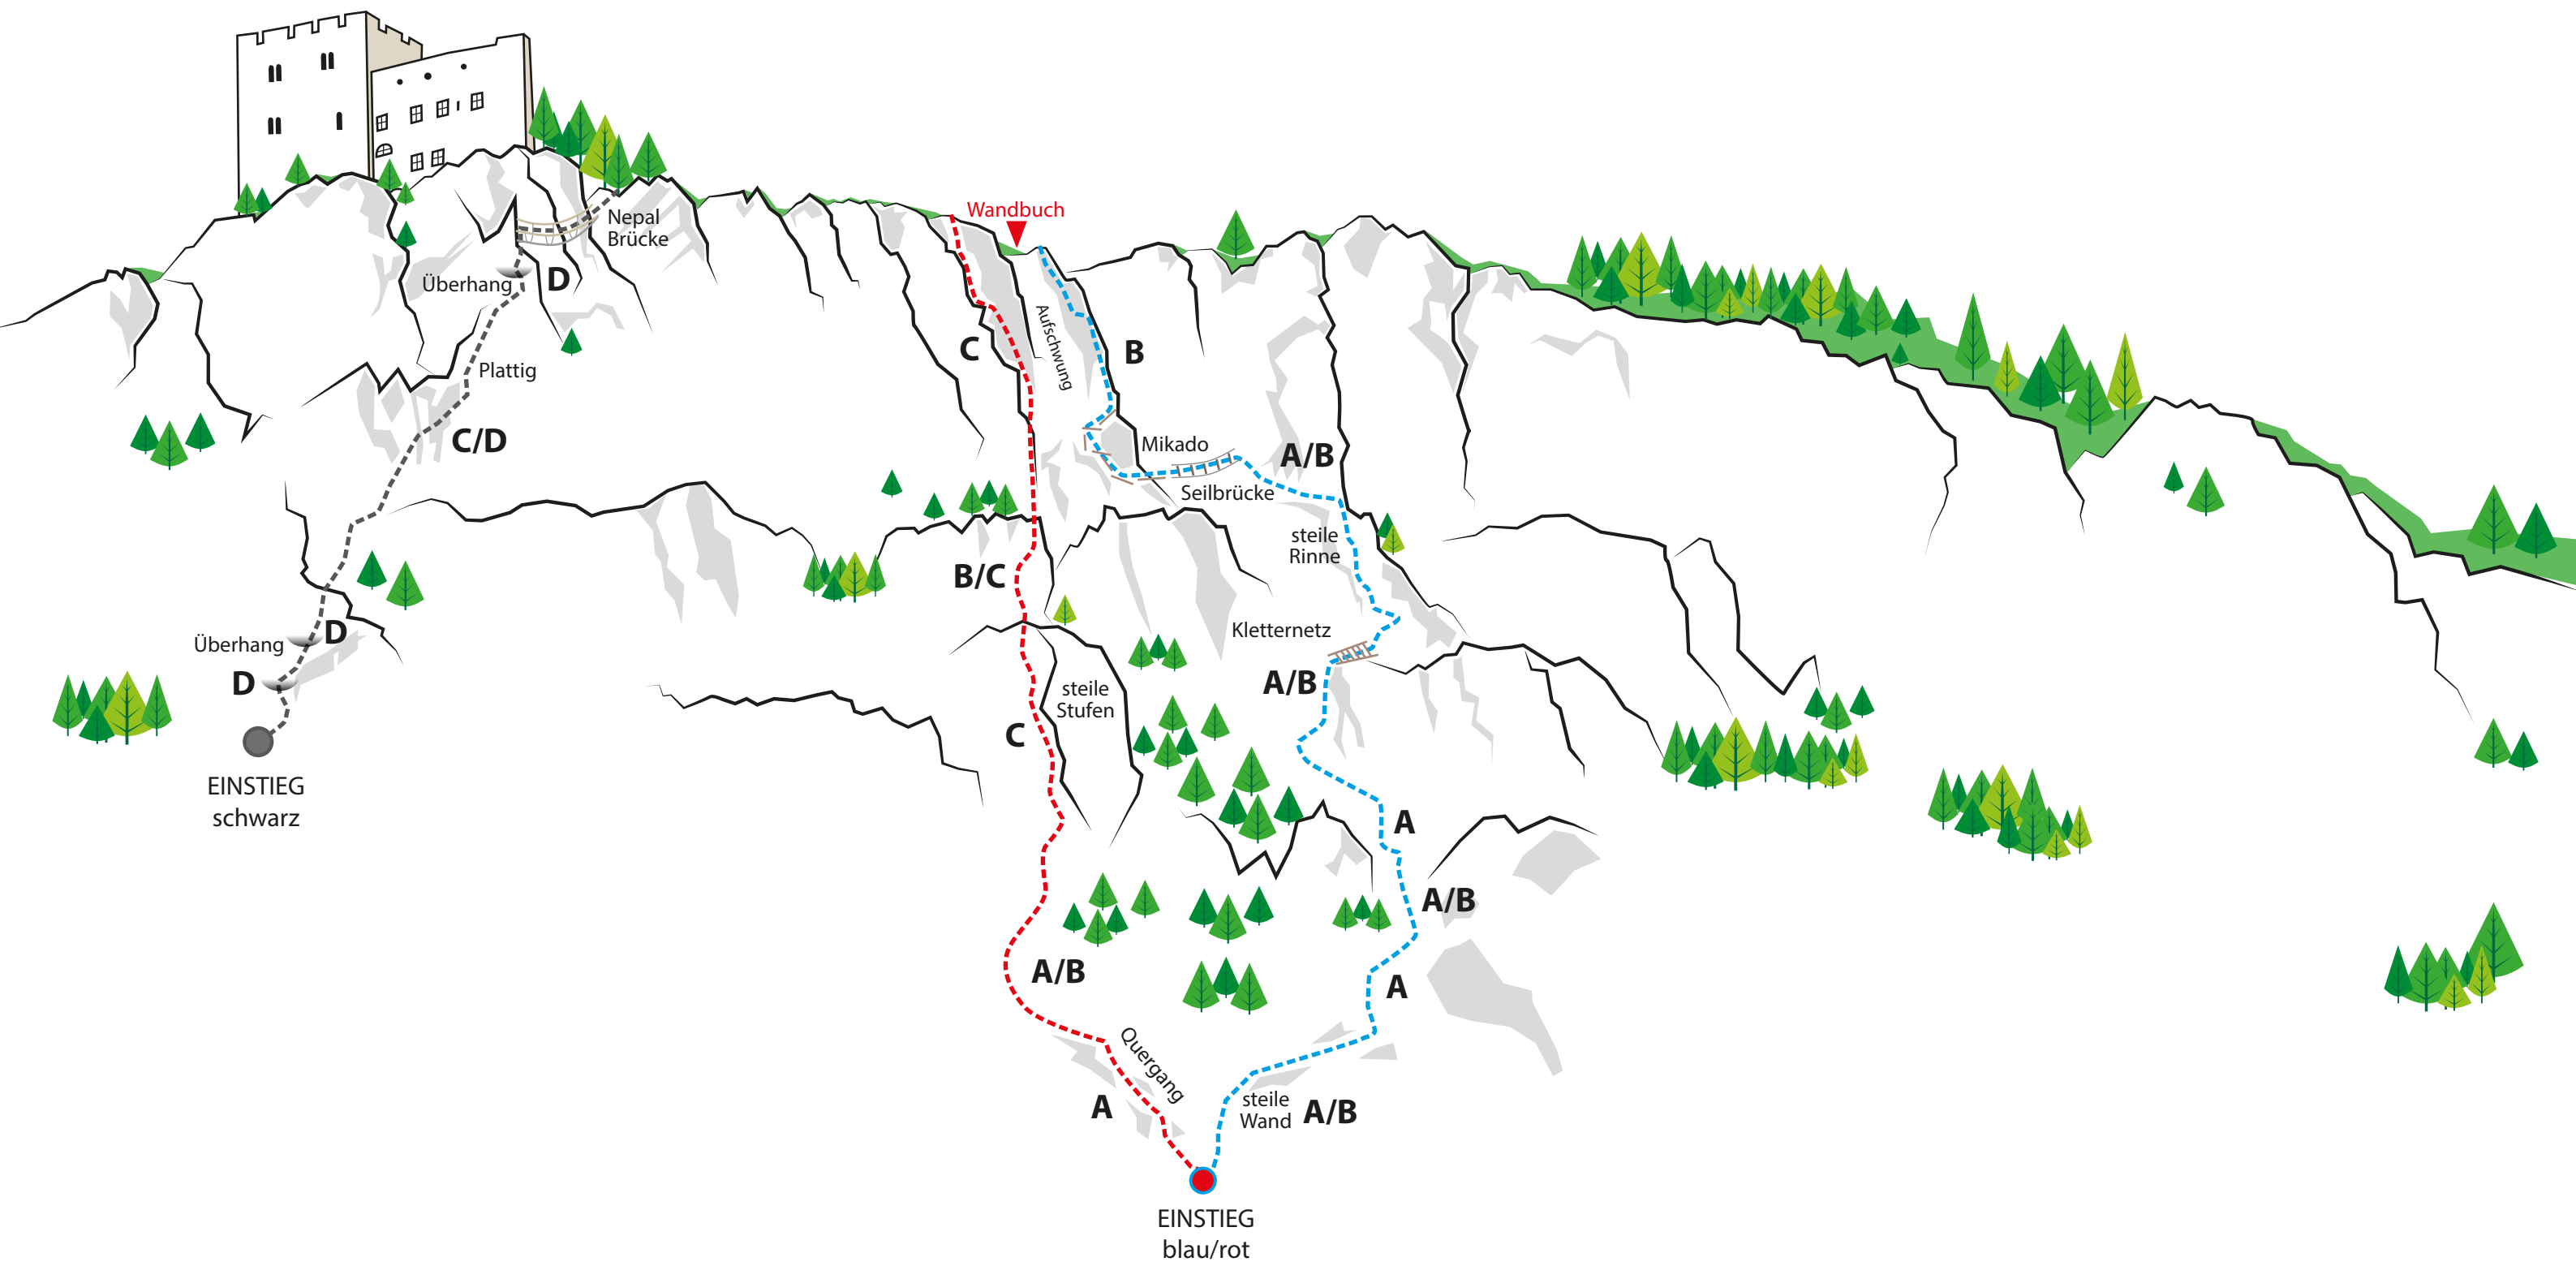 Wandbuch
Nepal
Brücke
Überhang
D
Aufschwung
C
B
Plattig
C/D
Mikado
A/B
Seilbrücke
steile
Rinne
B/C
Kletternetz
D
Überhang
D
A/B
steile
Stufen
C
EINSTIEG
schwarz
A
A/B
A/B
A
Quergang
A
steile
Wand
A/B
EINSTIEG
blau/rot